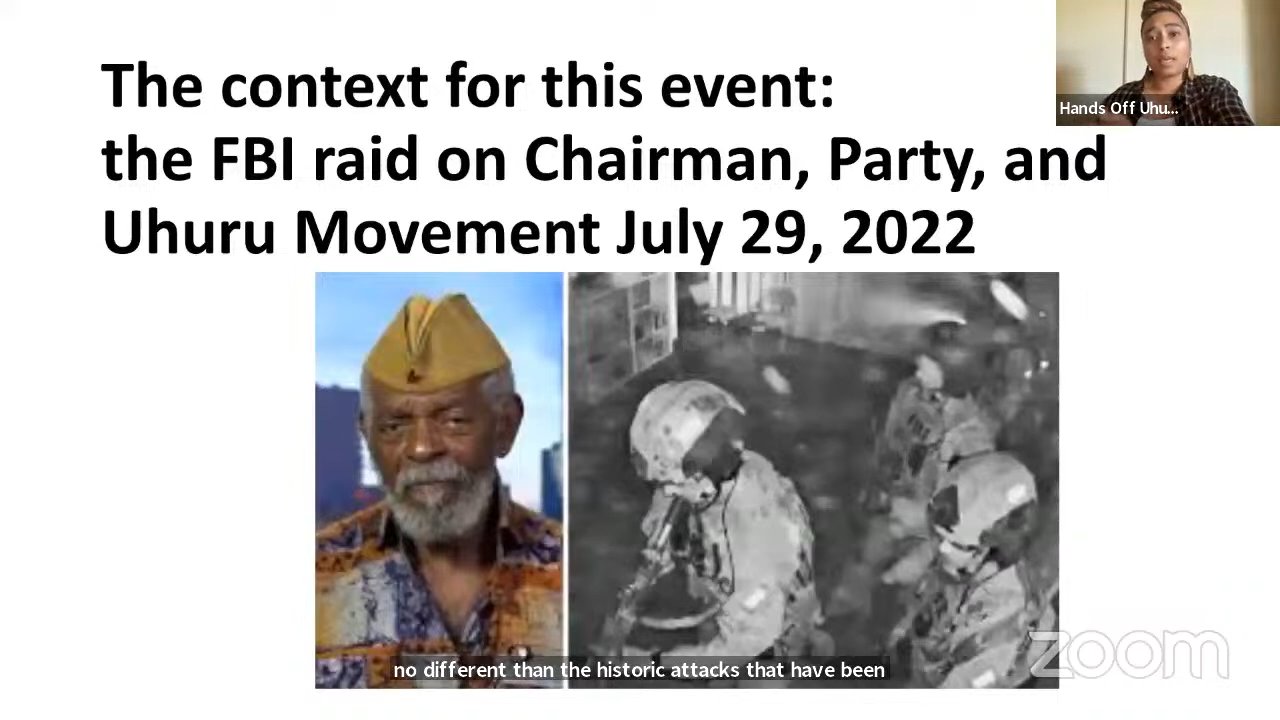 The context for this event:
the FBI raid on Chairman, Party, and
Uhuru Movement July 29, 2022
Hands Off Uhu...
no different than the historic attacks that have been
zoom